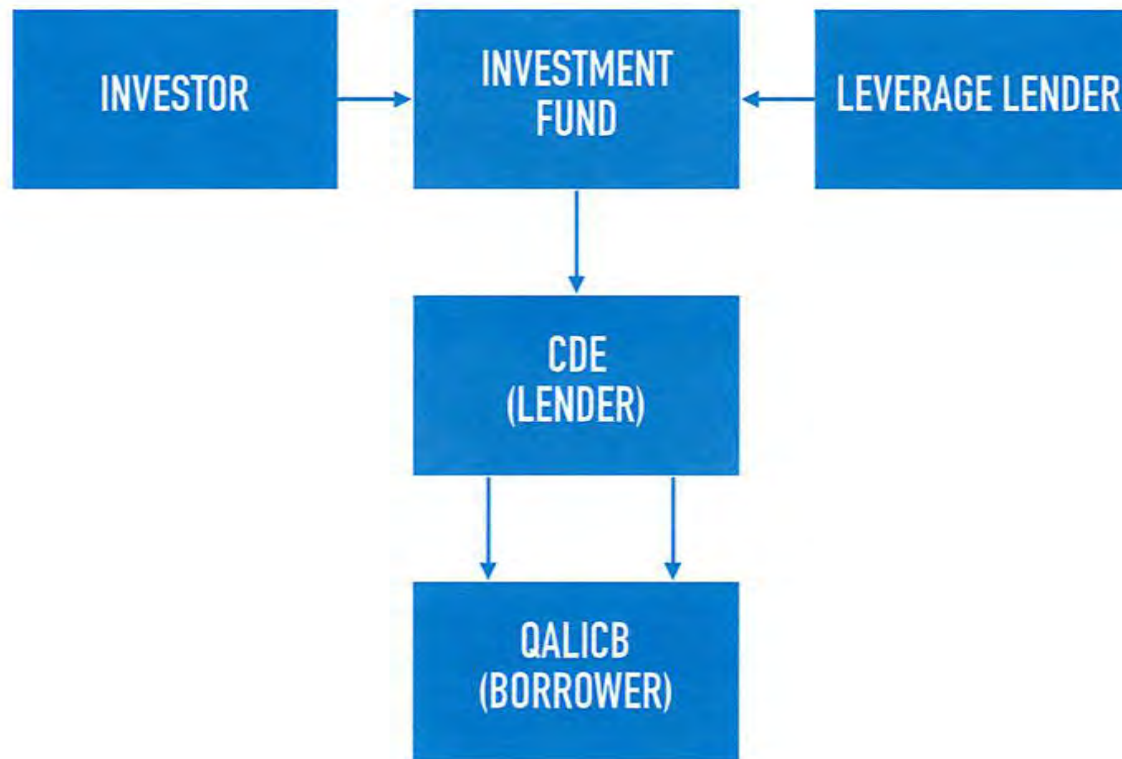 INVESTOR
INVESTMENT
FUND
LEVERAGE LENDER
CDE
(LENDER)
QALICB
(BORROWER)